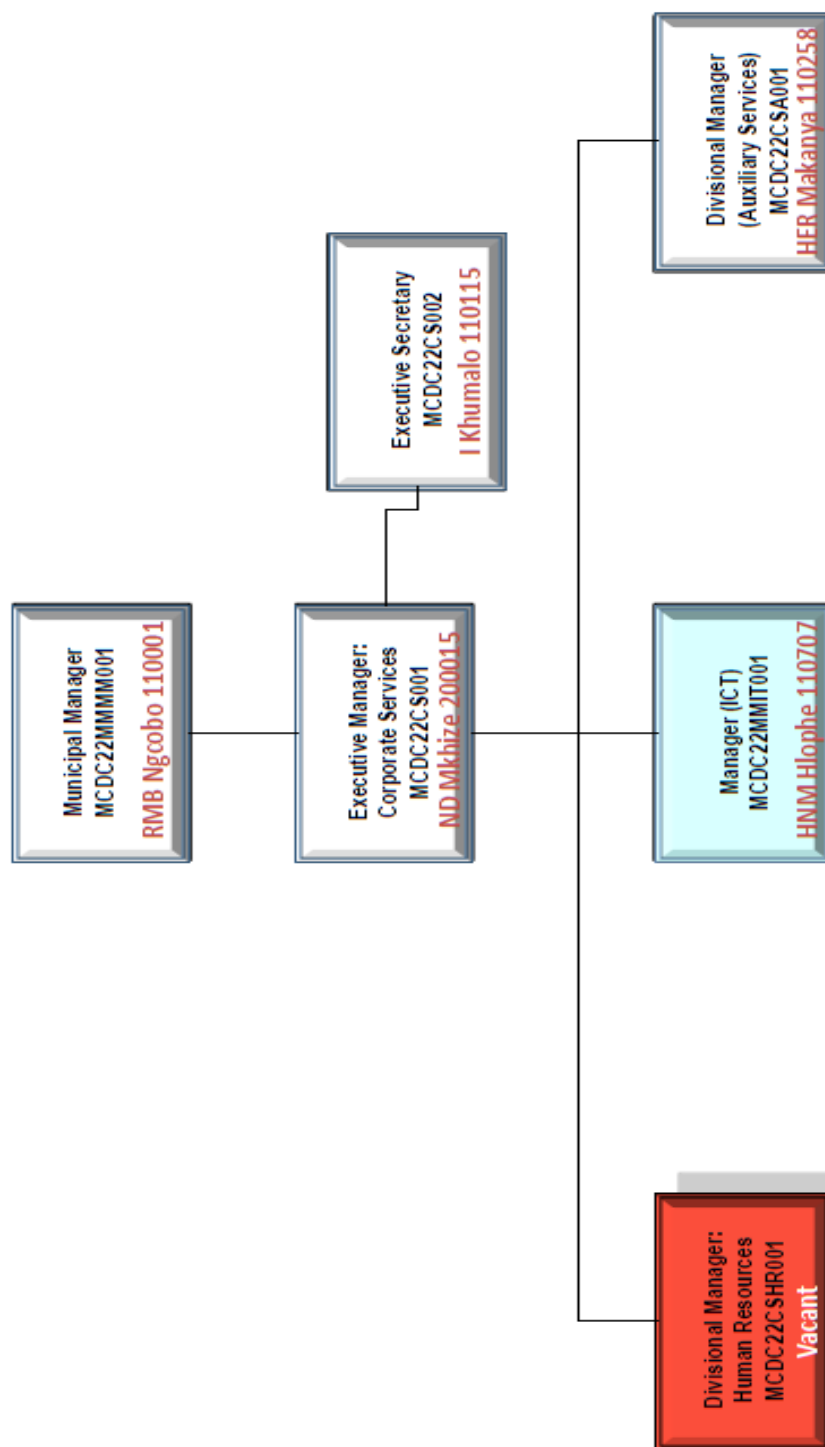 Municipal Manager
MCDC22MMMM001
RMB Ngcobo 110001
Executive Manager:
Corporate Services
MCDC22CS001
ND Mkhize 200015
Executive Secretary
MCDC22CS002
I Khumalo 110115
Divisional Manager:
Human Resources
MCDC22CSHR001
Vacant
Manager (ICT)
MCDC22MMIT001
HNM Hlophe 110707
Divisional Manager
(Auxiliary Services)
MCDC22CSA001
HER Makanya 110258